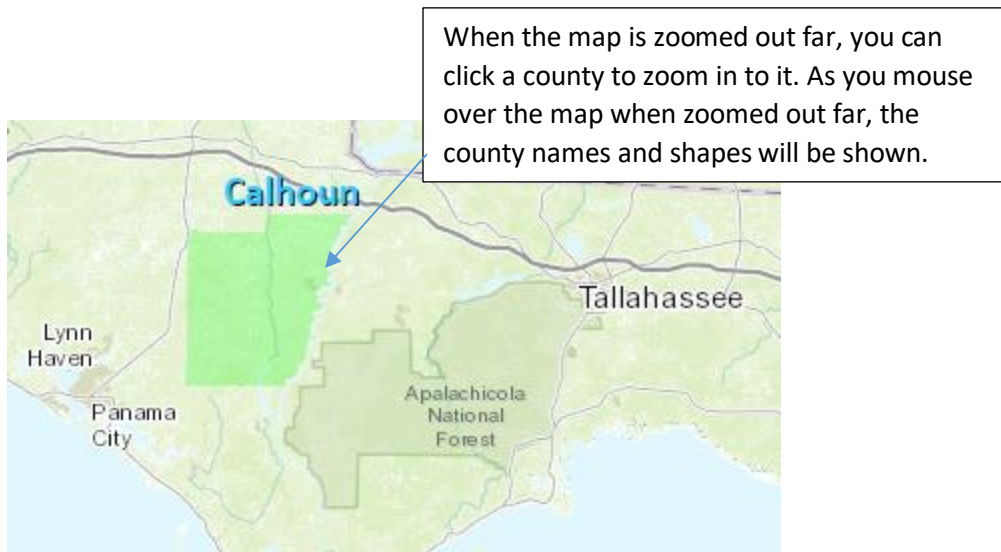 When the map is zoomed out far, you can
click a county to zoom in to it. As you mouse
over the map when zoomed out far, the
county names and shapes will be shown.
Calhoun
Tallahassee
Lynn
Haven
Panama
City
Apalachicola
National
Forest